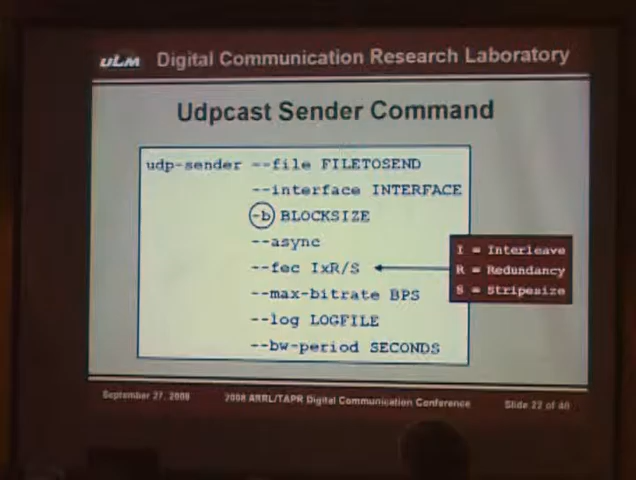 ULM Digital Communication Research Laboratory
Udpcast Sender Command
udp-sender --file FILETOSEND
--interface INTERFACE
-b BLOCKSIZE
--async
--fec IxR/S
--max-bitrate BPS
--log LOGFILE
--bw-period SECONDS
I = Interleave
R = Redundancy
S = Stripesize
September 27, 2008 2008 ARRL/TAPR Digital Communication Conference Slide 22 of 40